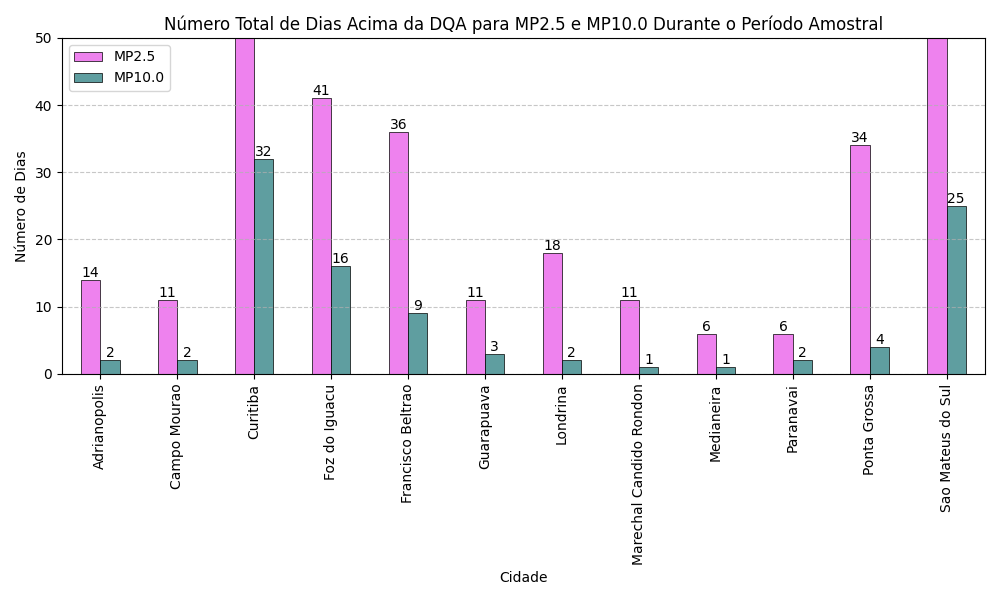 Número Total de Dias Acima da DQA para MP2.5 e MP10.0 Durante o Período Amostral
MP2.5
MP10.0
Número de Dias
50
40
30
20
10
0
14
2
11
2
32
41
16
36
9
11
3
18
2
11
1
6
1
6
2
34
4
25
Adrianopolis
Campo Mourao
Curitiba
Foz do Iguacu
Francisco Beltrao
Guarapuava
Londrina
Marechal Candido Rondon
Medianeira
Paranavai
Ponta Grossa
Sao Mateus do Sul
Cidade